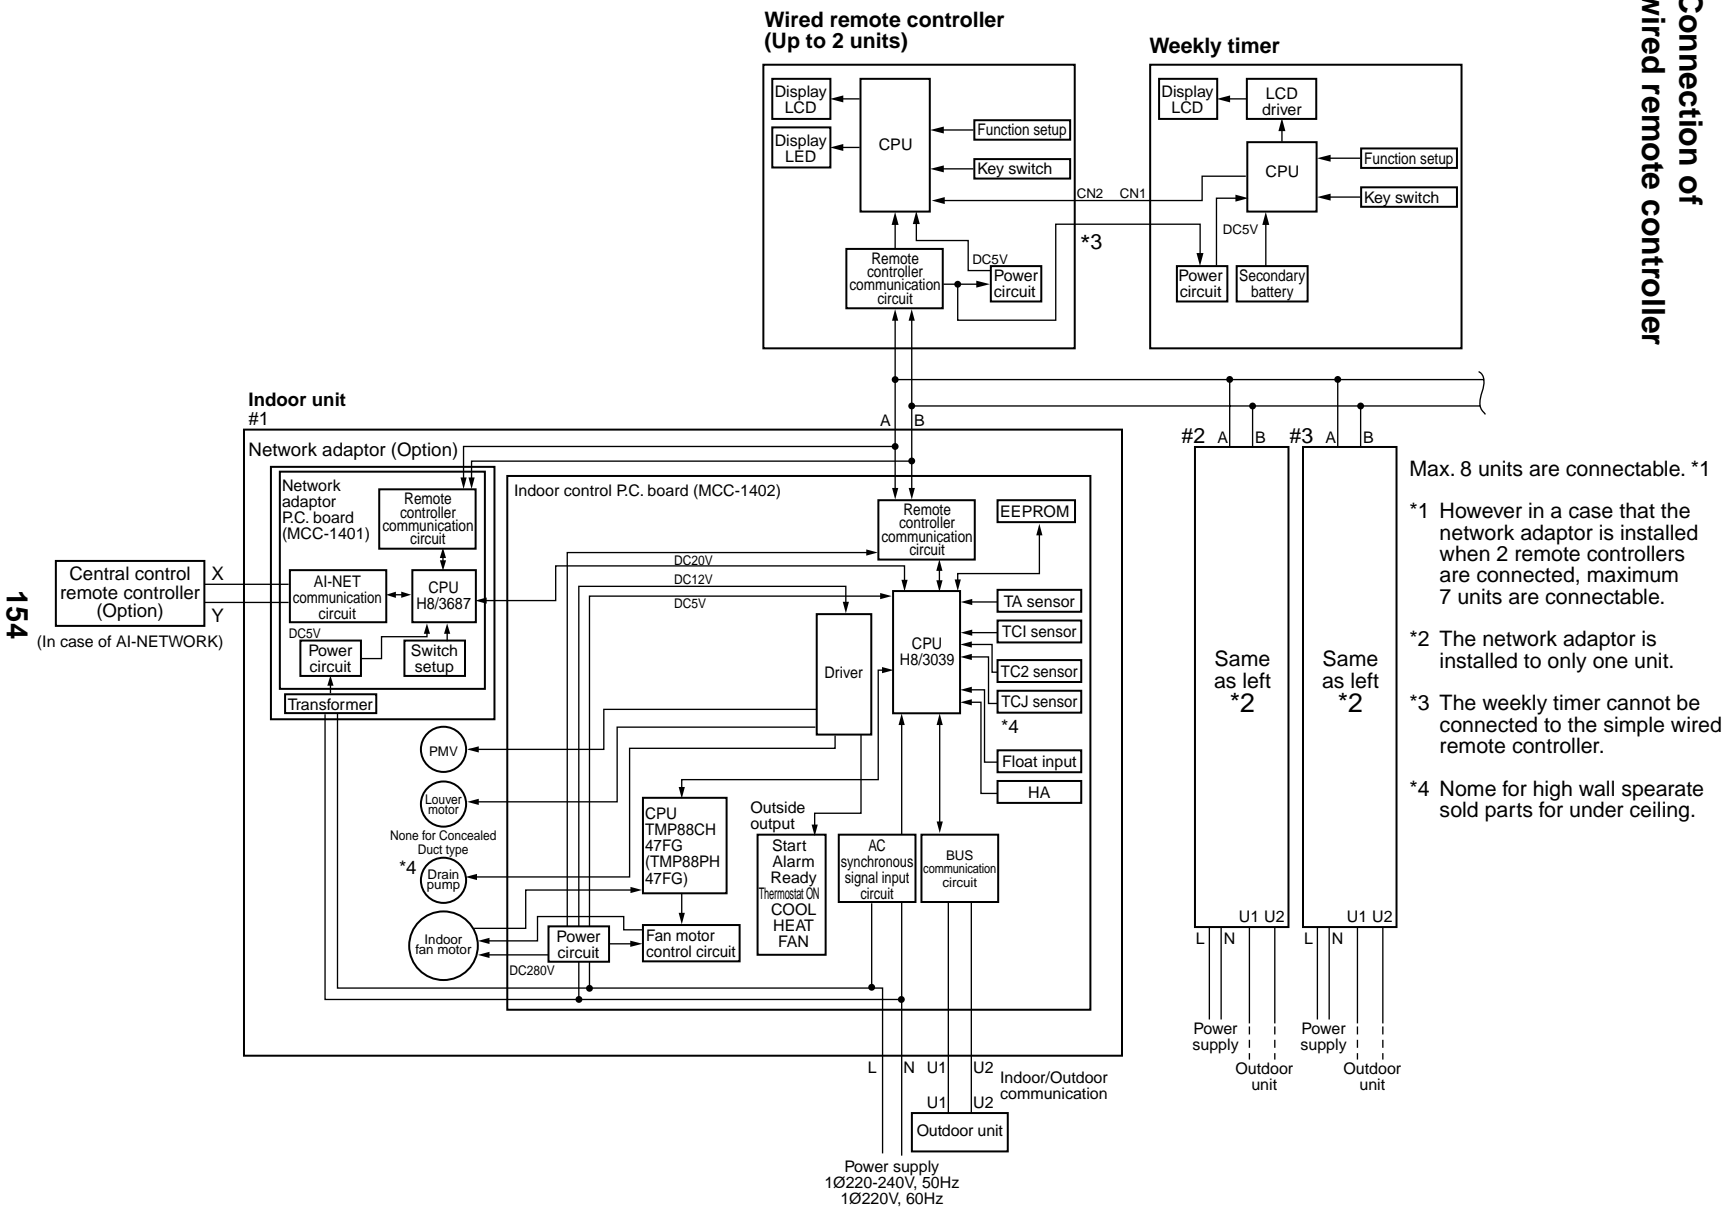 Connection of
wired remote controller
Wired remote controller
(Up to 2 units)
Display
LCD
Display
LED
CPU
Function setup
Key switch
Remote
controller
communication
circuit
DC5V
Power
circuit
CN2
CN1
*3
Weekly timer
Display
LCD
LCD
driver
CPU
Function setup
Key switch
DC5V
Power
circuit
Secondary
battery
Indoor unit
#1
A
B
Network adaptor (Option)
Network
adaptor
P.C. board
(MCC-1401)
Remote
controller
communication
circuit
AI-NET
communication
circuit
CPU
H8/3687
DC5V
Power
circuit
Switch
setup
Transformer
Central control
remote controller
(Option)
X
Y
(In case of AI-NETWORK)
Indoor control P.C. board (MCC-1402)
Remote
controller
communication
circuit
EEPROM
DC20V
DC12V
DC5V
CPU
H8/3039
TA sensor
TCI sensor
TC2 sensor
TCJ sensor
*4
Float input
HA
Driver
PMV
Louver
motor
None for Concealed
Duct type
*4
Drain
pump
Indoor
fan motor
CPU
TMP88CH
47FG
(TMP88PH
47FG)
Outside
output
Start
Alarm
Ready
Thermostat ON
COOL
HEAT
FAN
AC
synchronous
signal input
circuit
BUS
communication
circuit
Power
circuit
Fan motor
control circuit
DC280V
L
N
U1
U2
Indoor/Outdoor
communication
U1
U2
Outdoor unit
Power supply
1Ø220-240V, 50Hz
1Ø220V, 60Hz
#2
A
B
Same
as left
*2
U1 U2
L
N
Power
supply
Outdoor
unit
#3
A
B
Same
as left
*2
U1 U2
L
N
Power
supply
Outdoor
unit
Max. 8 units are connectable. *1
*1 However in a case that the
network adaptor is installed
when 2 remote controllers
are connected, maximum
7 units are connectable.
*2 The network adaptor is
installed to only one unit.
*3 The weekly timer cannot be
connected to the simple wired
remote controller.
*4 Nome for high wall spearate
sold parts for under ceiling.
154